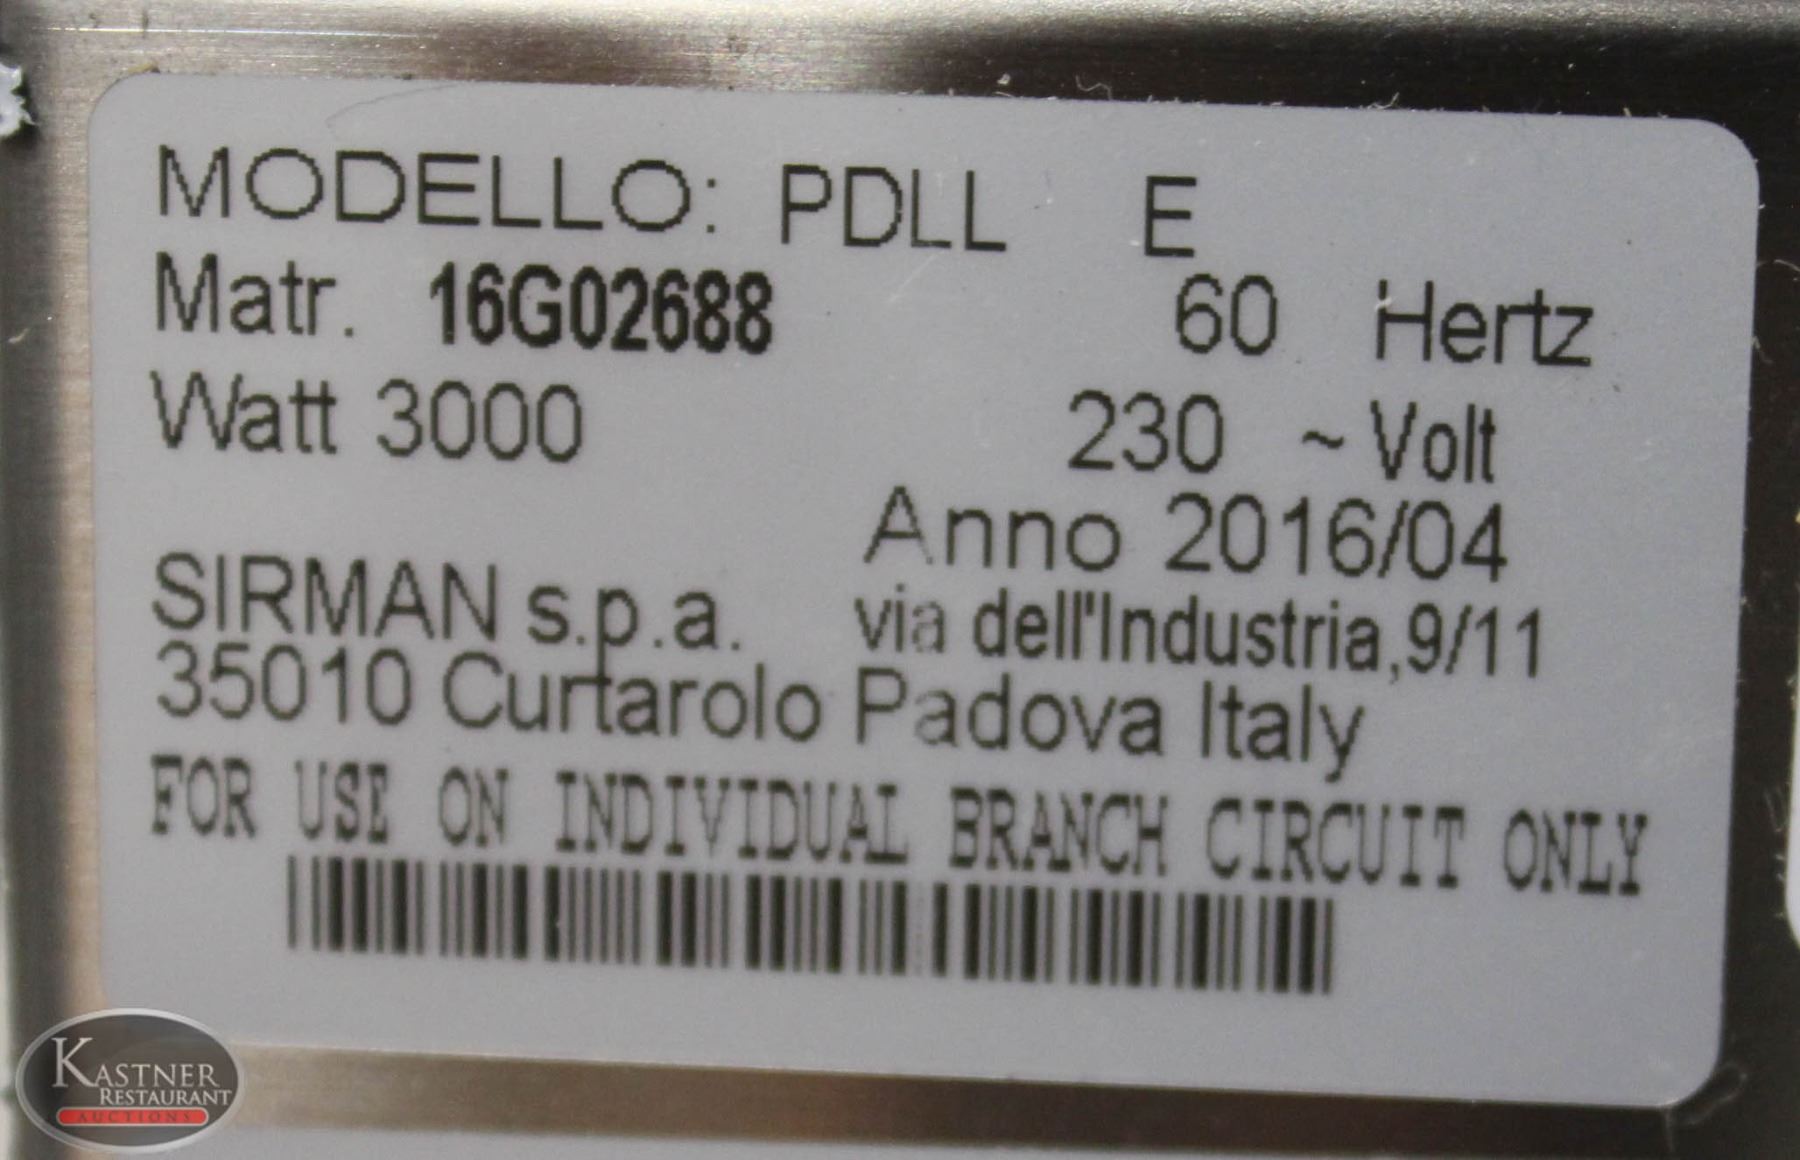 MODELLO: PDLL E
Matr. 16G02688 60 Hertz
Watt 3000 230 ~ Volt
Anno 2016/04
SIRMAN s.p.a. via dell'Industria,9/11
35010 Curtarolo Padova Italy
FOR USE ON INDIVIDUAL BRANCH CIRCUIT ONLY
KASTNER
RESTAURANT
AUCTIONS